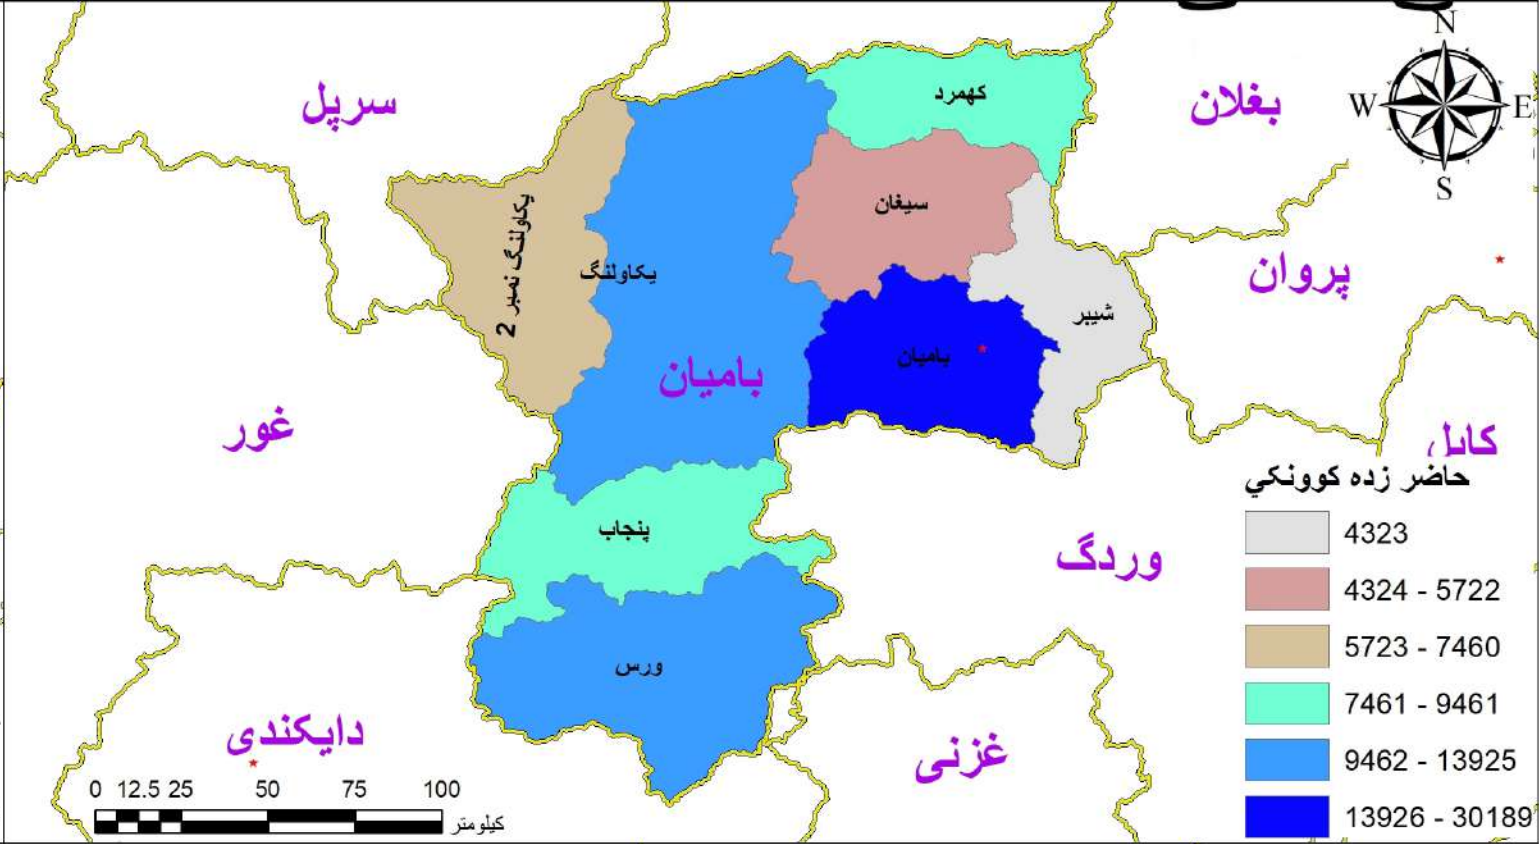 N
W
E
S
سرپل
بغلان
کهمرد
سیغان
یکاولنگ نمبر 2
یکاولنگ
پروان
شیبر
بامیان
بامیان
غور
کابل
پنجاب
وردگ
ورس
دایکندی
غزنی
حاضر زده کوونکي
4323
4324 - 5722
5723 - 7460
7461 - 9461
9462 - 13925
13926 - 30189
0 12.5 25 50 75 100
کیلومتر